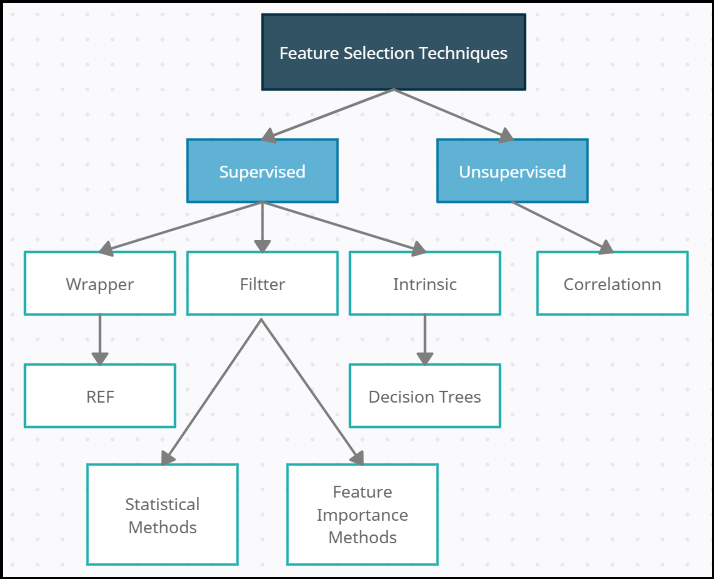 Feature Selection Techniques
Supervised
Unsupervised
Wrapper
Filtter
Intrinsic
Correlationn
REF
Decision Trees
Statistical
Methods
Feature
Importance
Methods